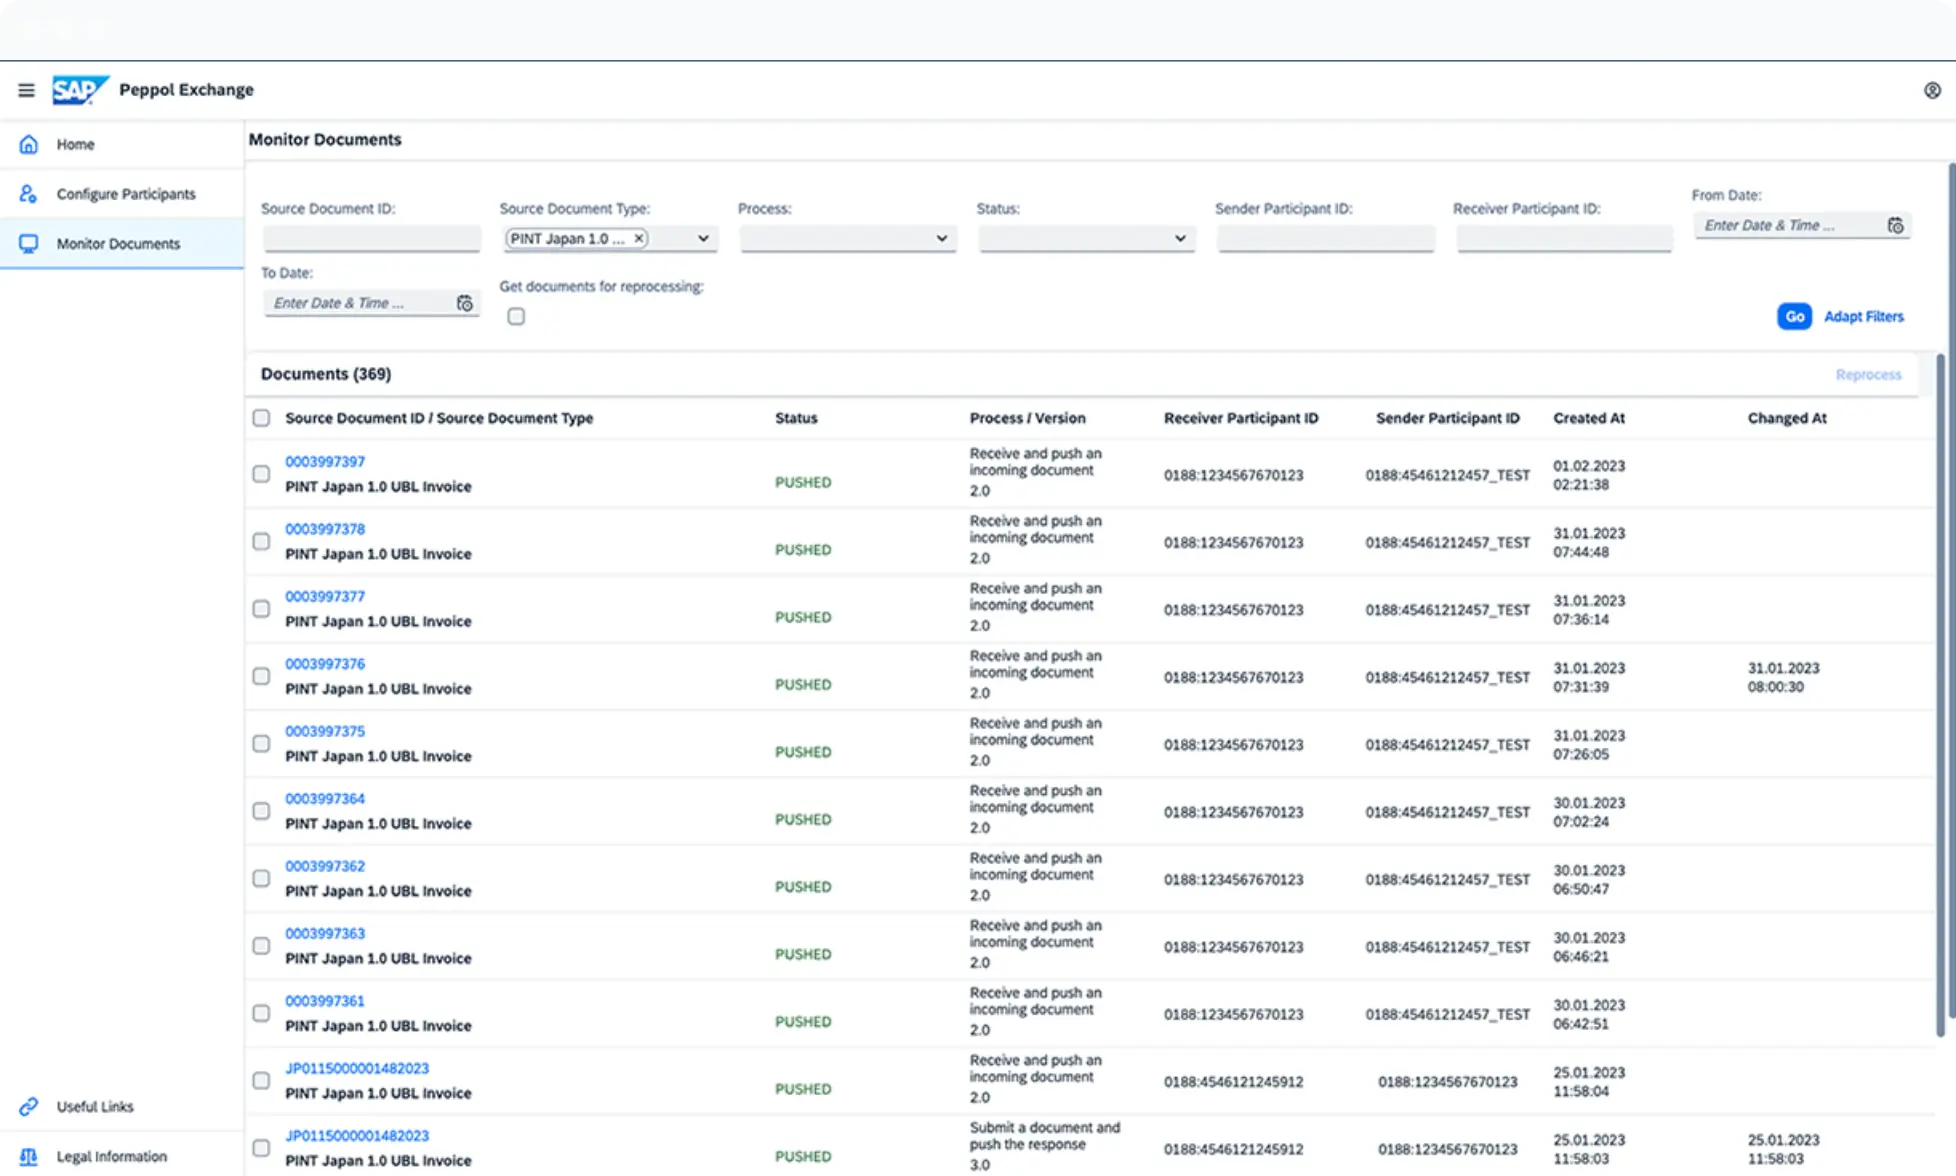 SAP Peppol Exchange
Home
Configure Participants
Monitor Documents
Useful Links
Legal Information
Monitor Documents
Source Document ID:
Source Document Type:
PINT Japan 1.0 ...
Process:
Status:
Sender Participant ID:
Receiver Participant ID:
From Date:
Enter Date & Time ...
To Date:
Enter Date & Time ...
Get documents for reprocessing:
Go Adapt Filters
Documents (369) Reprocess
Source Document ID / Source Document Type Status Process / Version Receiver Participant ID Sender Participant ID Created At Changed At
0003997397
PINT Japan 1.0 UBL Invoice
PUSHED
Receive and push an
incoming document
2.0
0188:1234567670123
0188:45461212457_TEST
01.02.2023
02:21:38
0003997378
PINT Japan 1.0 UBL Invoice
PUSHED
Receive and push an
incoming document
2.0
0188:1234567670123
0188:45461212457_TEST
31.01.2023
07:44:48
0003997377
PINT Japan 1.0 UBL Invoice
PUSHED
Receive and push an
incoming document
2.0
0188:1234567670123
0188:45461212457_TEST
31.01.2023
07:36:14
0003997376
PINT Japan 1.0 UBL Invoice
PUSHED
Receive and push an
incoming document
2.0
0188:1234567670123
0188:45461212457_TEST
31.01.2023
07:31:39
31.01.2023
08:00:30
0003997375
PINT Japan 1.0 UBL Invoice
PUSHED
Receive and push an
incoming document
2.0
0188:1234567670123
0188:45461212457_TEST
31.01.2023
07:26:05
0003997364
PINT Japan 1.0 UBL Invoice
PUSHED
Receive and push an
incoming document
2.0
0188:1234567670123
0188:45461212457_TEST
30.01.2023
07:02:24
0003997362
PINT Japan 1.0 UBL Invoice
PUSHED
Receive and push an
incoming document
2.0
0188:1234567670123
0188:45461212457_TEST
30.01.2023
06:50:47
0003997363
PINT Japan 1.0 UBL Invoice
PUSHED
Receive and push an
incoming document
2.0
0188:1234567670123
0188:45461212457_TEST
30.01.2023
06:46:21
0003997361
PINT Japan 1.0 UBL Invoice
PUSHED
Receive and push an
incoming document
2.0
0188:1234567670123
0188:45461212457_TEST
30.01.2023
06:42:51
JP0115000001482023
PINT Japan 1.0 UBL Invoice
PUSHED
Receive and push an
incoming document
2.0
0188:4546121245912
0188:1234567670123
25.01.2023
11:58:04
JP0115000001482023
PINT Japan 1.0 UBL Invoice
PUSHED
Submit a document and
push the response
3.0
0188:4546121245912
0188:1234567670123
25.01.2023
11:58:03
25.01.2023
11:58:03